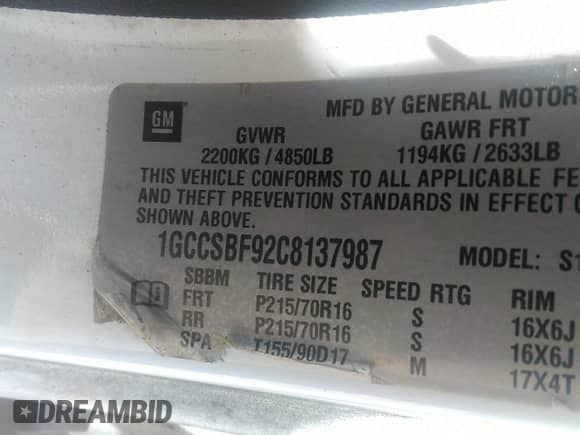 GM
MFD BY GENERAL MOTOR
GVWR GAWR FRT
2200KG / 4850LB 1194KG / 2633LB
THIS VEHICLE CONFORMS TO ALL APPLICABLE FE
AND THEFT PREVENTION STANDARDS IN EFFECT O
SHOWN ABOVE.
1GCCSBF92C8137987 MODEL: S1
SBBM TIRE SIZE SPEED RTG RIM
FRT P215/70R16 S 16X6J
RR P215/70R16 S 16X6J
SPA T155/90D17 M 17X4T
DREAMBID